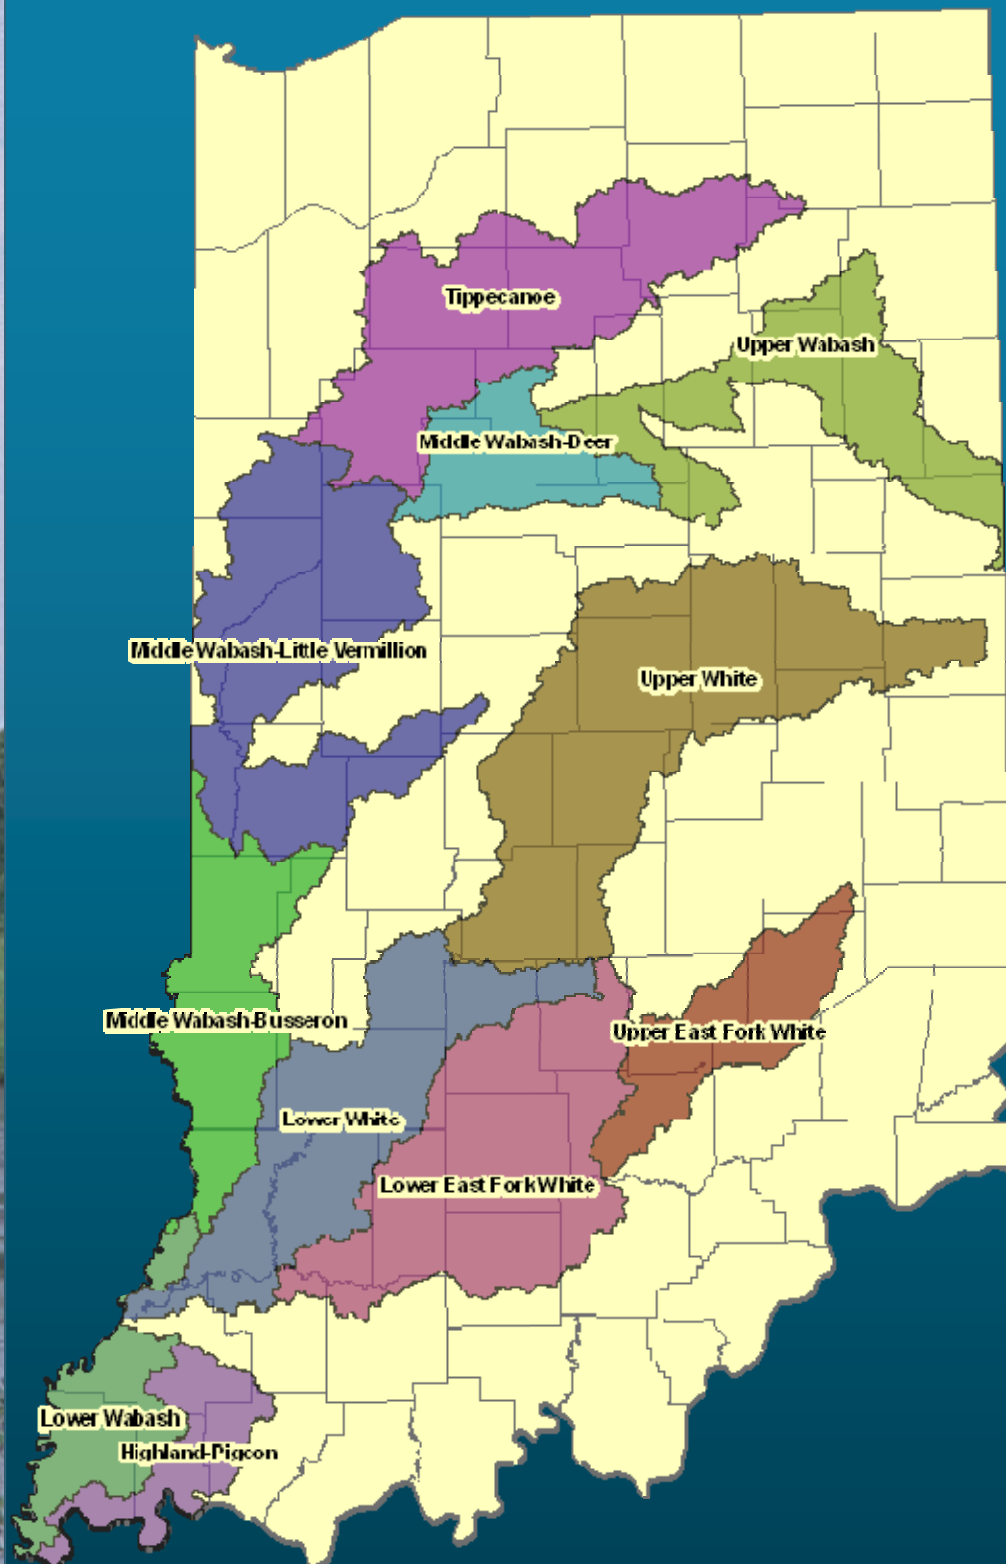 Tippecanoe
Upper Wabash
Middle Wabash-Deer
Middle Wabash-Little Vermillion
Upper White
Middle Wabash-Busseron
Upper East Fork White
Lower White
Lower East Fork White
Lower Wabash
Highland-Pigeon